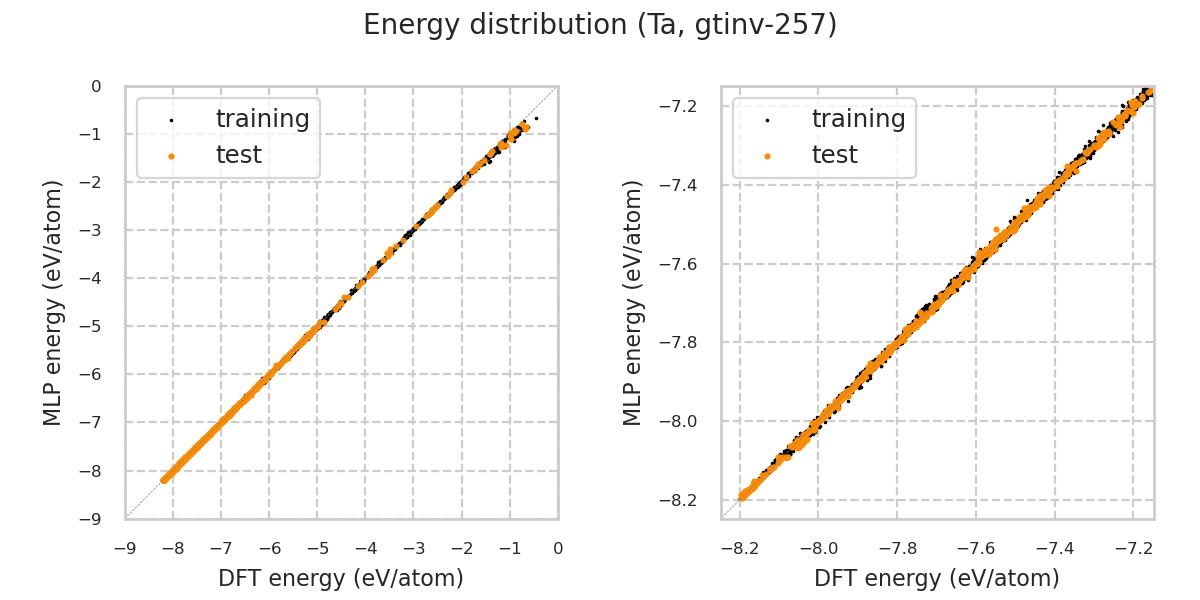 Energy distribution (Ta, gtinv-257)
training
test
0
−1
−2
−3
−4
−5
−6
−7
−8
−9
−9 −8 −7 −6 −5 −4 −3 −2 −1 0
MLP energy (eV/atom)
DFT energy (eV/atom)
training
test
−7.2
−7.4
−7.6
−7.8
−8.0
−8.2
−8.2 −8.0 −7.8 −7.6 −7.4 −7.2
MLP energy (eV/atom)
DFT energy (eV/atom)